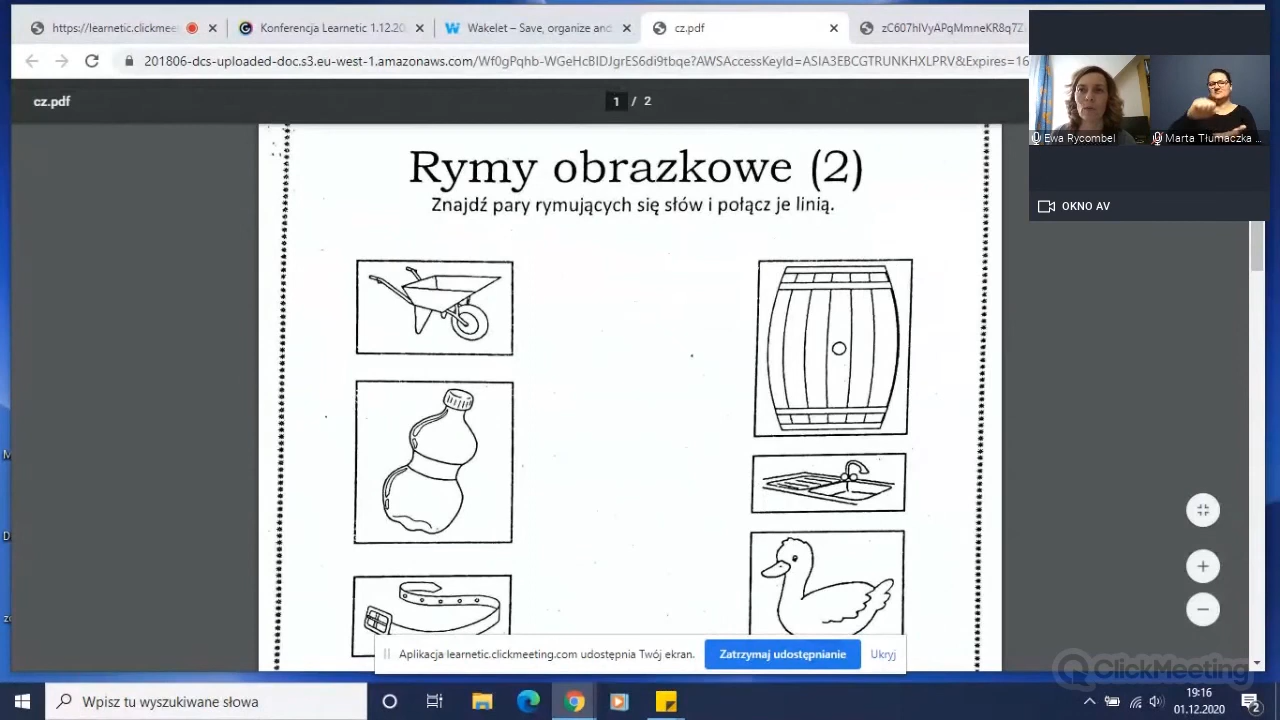 https://learnetic.clickmeet
Konferencja Learnetic 1.12.20
Wakelet – Save, organize and
cz.pdf
zC607hIVyAPqMmneKR8q7Z
201806-dcs-uploaded-doc.s3.eu-west-1.amazonaws.com/Wf0gPqhb-WGeHcBIDJgrES6di9tbqe?AWSAccessKeyId=ASIA3EBCGTRUNKHXLPRV&Expires=16
cz.pdf
1 / 2
Ewa Rycombel
Marta Tłumaczka ...
OKNO AV
Rymy obrazkowe (2)
Znajdź pary rymujących się słów i połącz je linią.
Aplikacja learnetic.clickmeeting.com udostępnia Twój ekran.
Zatrzymaj udostępnianie
Ukryj
ClickMeeting
Wpisz tu wyszukiwane słowa
19:16
01.12.2020
2